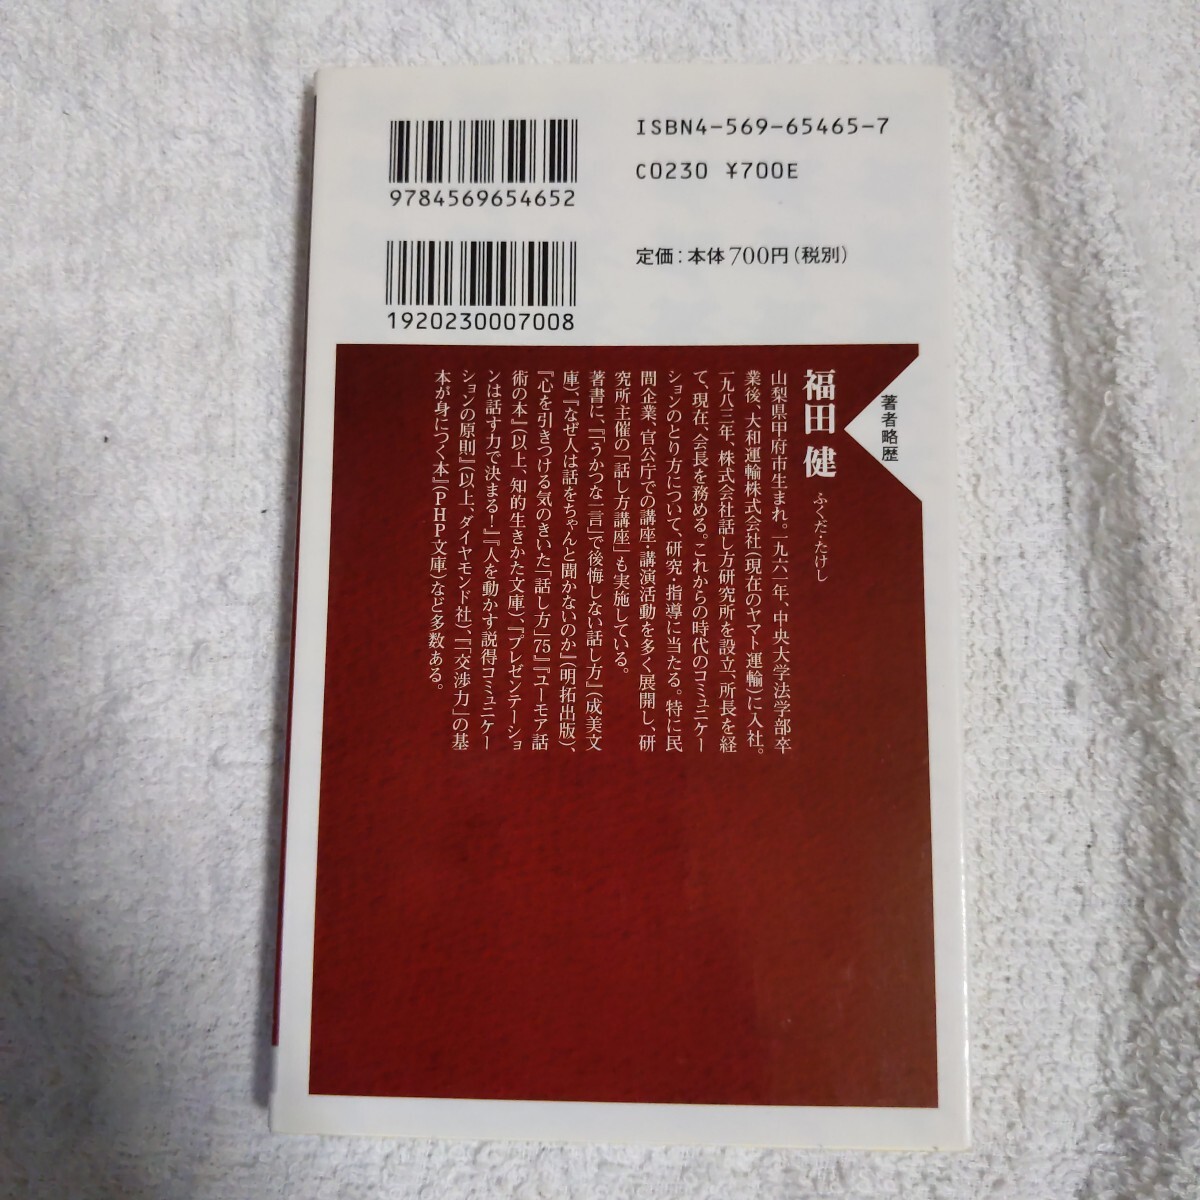 ISBN4-569-65465-7
C0230 ¥700E
9784569654652
定価：本体700円（税別）
1920230007008
著者略歴
福田 健
ふくだ・たけし
山梨県甲府市生まれ。一九六一年、中央大学法学部卒
業後、大和運輸株式会社（現在のヤマト運輸）に入社。
一九八三年、株式会社話し方研究所を設立、所長を経
て、現在、会長を務める。これからの時代のコミュニケー
ションのとり方について、研究・指導に当たる。特に民
間企業、官公庁での講座・講演活動を多く展開し、研
究所主催の「話し方講座」も実施している。
著書に、『「うかつな一言」で後悔しない話し方』（成美文
庫）、『なぜ人は話をちゃんと聞かないのか』（明拓出版）、
『心を引きつける気のきいた「話し方」75』『ユーモア話
術の本』（以上、知的生きかた文庫）、『プレゼンテーショ
ンは話す力で決まる！』『人を動かす説得コミュニケー
ションの原則』（以上、ダイヤモンド社）、『「交渉力」の基
本が身につく本』（PHP文庫）など多数ある。